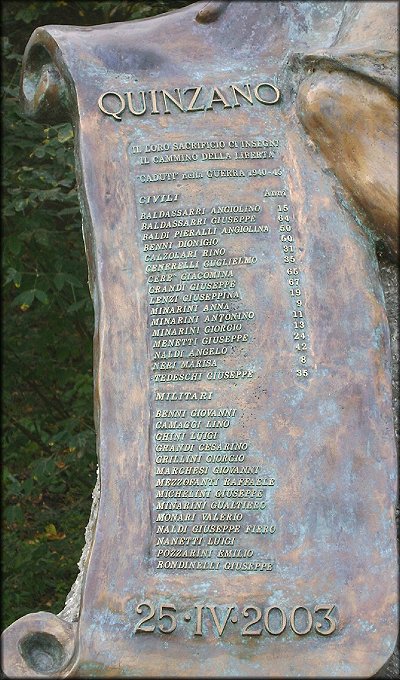 QUINZANO
IL LORO SACRIFICIO CI INSEGNI
IL CAMMINO DELLA LIBERTA'
CADUTI nella GUERRA 1940-45
CIVILI Anni
BALDASSARRI ANGIOLINO 15
BALDASSARRI GIUSEPPE 64
BALDI PIERALLI ANGIOLINA 50
BENNI DIONIGIO 50
CALZOLARI RINO 31
GENERELLI GUGLIELMO 35
CERE' GIACOMINA 65
GRANDI GIUSEPPE 67
LENZI GIUSEPPINA 19
MINARINI ANNA 9
MINARINI ANTONINO 11
MINARINI GIORGIO 13
MENETTI GIUSEPPE 24
NALDI ANGELO 42
NERI MARISA 8
TEDESCHI GIUSEPPE 35
MILITARI
BENNI GIOVANNI
CAMAGGI LINO
GHINI LUIGI
GRANDI CESARINO
GRILLINI GIORGIO
MARCHESI GIOVANNI
MEZZOFANTI RAFFAELE
MICHELINI GIUSEPPE
MINARINI GUALTIERO
MONARI VALERIO
NALDI GIUSEPPE FIERO
NANETTI LUIGI
POZZARINI EMILIO
RONDINELLI GIUSEPPE
25·IV·2003